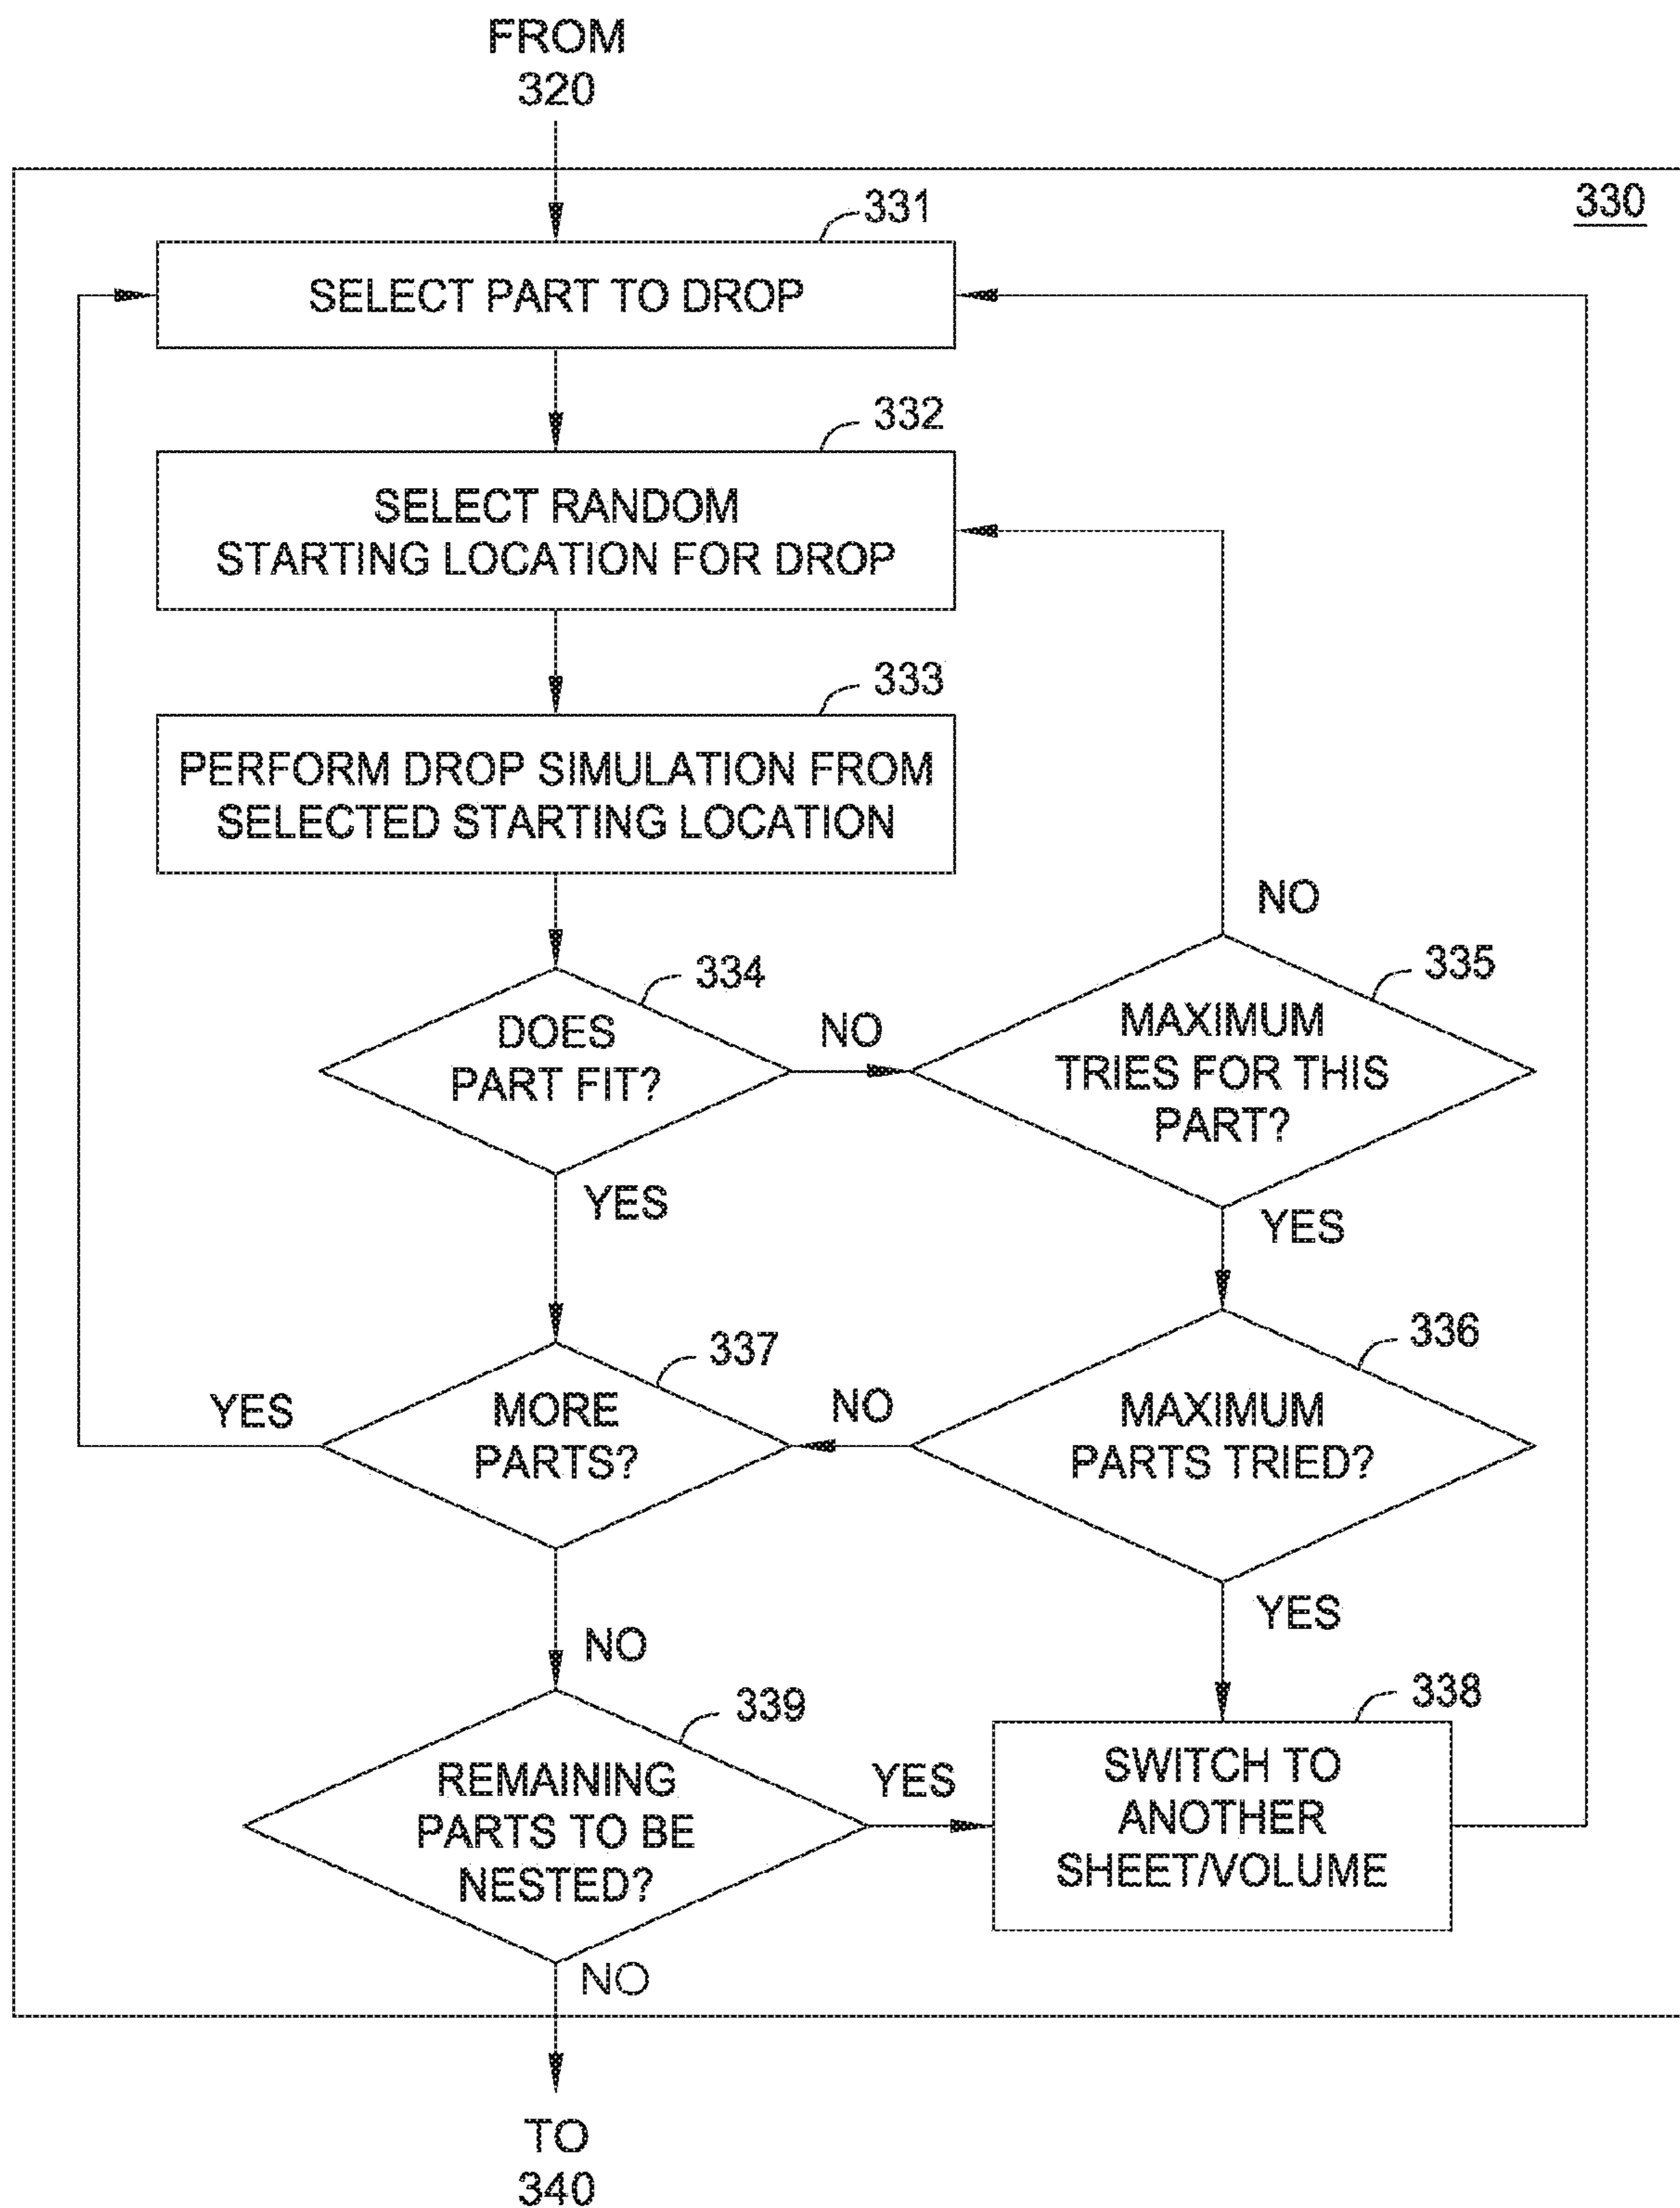 FROM
320
330
331
SELECT PART TO DROP
332
SELECT RANDOM
STARTING LOCATION FOR DROP
333
PERFORM DROP SIMULATION FROM
SELECTED STARTING LOCATION
NO
334
335
DOES
PART FIT?
NO
MAXIMUM
TRIES FOR THIS
PART?
YES
YES
337
336
YES
MORE
PARTS?
NO
MAXIMUM
PARTS TRIED?
YES
NO
339
338
REMAINING
PARTS TO BE
NESTED?
YES
SWITCH TO
ANOTHER
SHEET/VOLUME
NO
TO
340